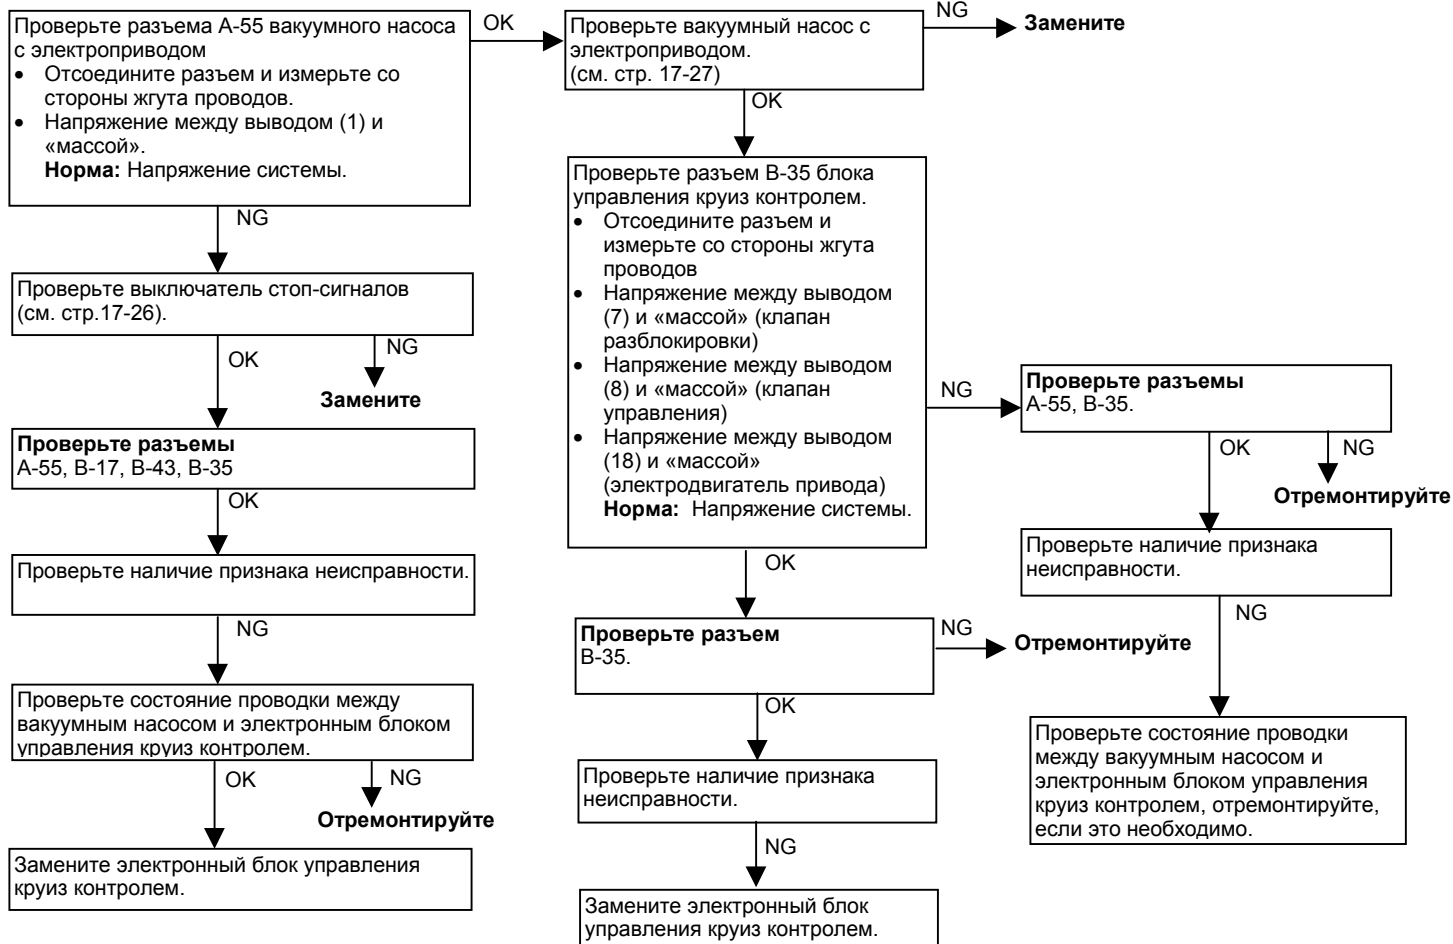 Проверьте разъема А-55 вакуумного насоса
с электроприводом
• Отсоедините разъем и измерьте со
стороны жгута проводов.
• Напряжение между выводом (1) и
«массой».
Норма: Напряжение системы.
OK
NG
Проверьте выключатель стоп-сигналов
(см. стр.17-26).
OK
NG
Замените
Проверьте разъемы
А-55, В-17, В-43, В-35
OK
Проверьте наличие признака неисправности.
NG
Проверьте состояние проводки между
вакуумным насосом и электронным блоком
управления круиз контролем.
OK
NG
Отремонтируйте
Замените электронный блок управления
круиз контролем.
Проверьте вакуумный насос с
электроприводом.
(см. стр. 17-27)
NG
Замените
OK
Проверьте разъем В-35 блока
управления круиз контролем.
• Отсоедините разъем и
измерьте со стороны жгута
проводов
• Напряжение между выводом
(7) и «массой» (клапан
разблокировки)
• Напряжение между выводом
(8) и «массой» (клапан
управления)
• Напряжение между выводом
(18) и «массой»
(электродвигатель привода)
Норма: Напряжение системы.
NG
OK
Проверьте разъем
В-35.
NG
Отремонтируйте
OK
Проверьте наличие признака
неисправности.
NG
Замените электронный блок
управления круиз контролем.
Проверьте разъемы
А-55, В-35.
OK
NG
Отремонтируйте
Проверьте наличие признака
неисправности.
NG
Проверьте состояние проводки
между вакуумным насосом и
электронным блоком управления
круиз контролем, отремонтируйте,
если это необходимо.